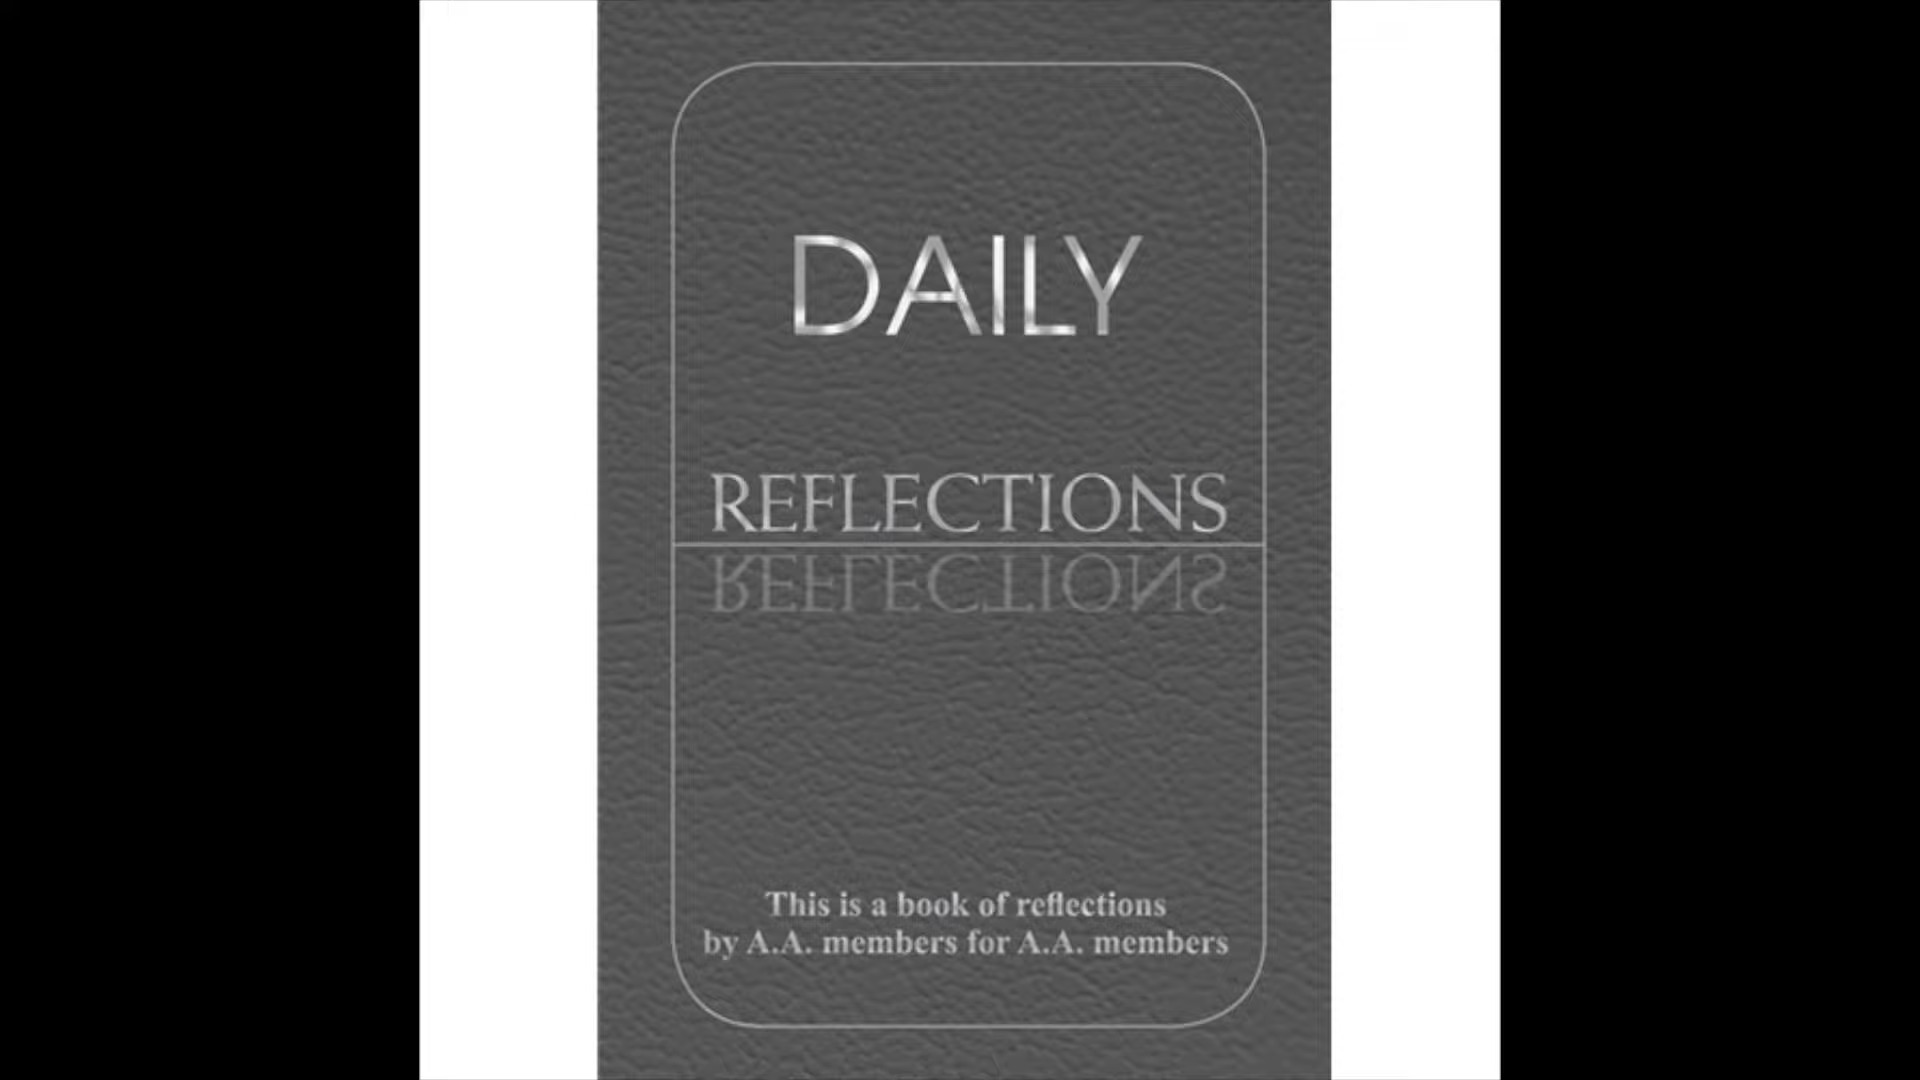 DAILY
REFLECTIONS
REFLECTIONS
This is a book of reflections
by A.A. members for A.A. members